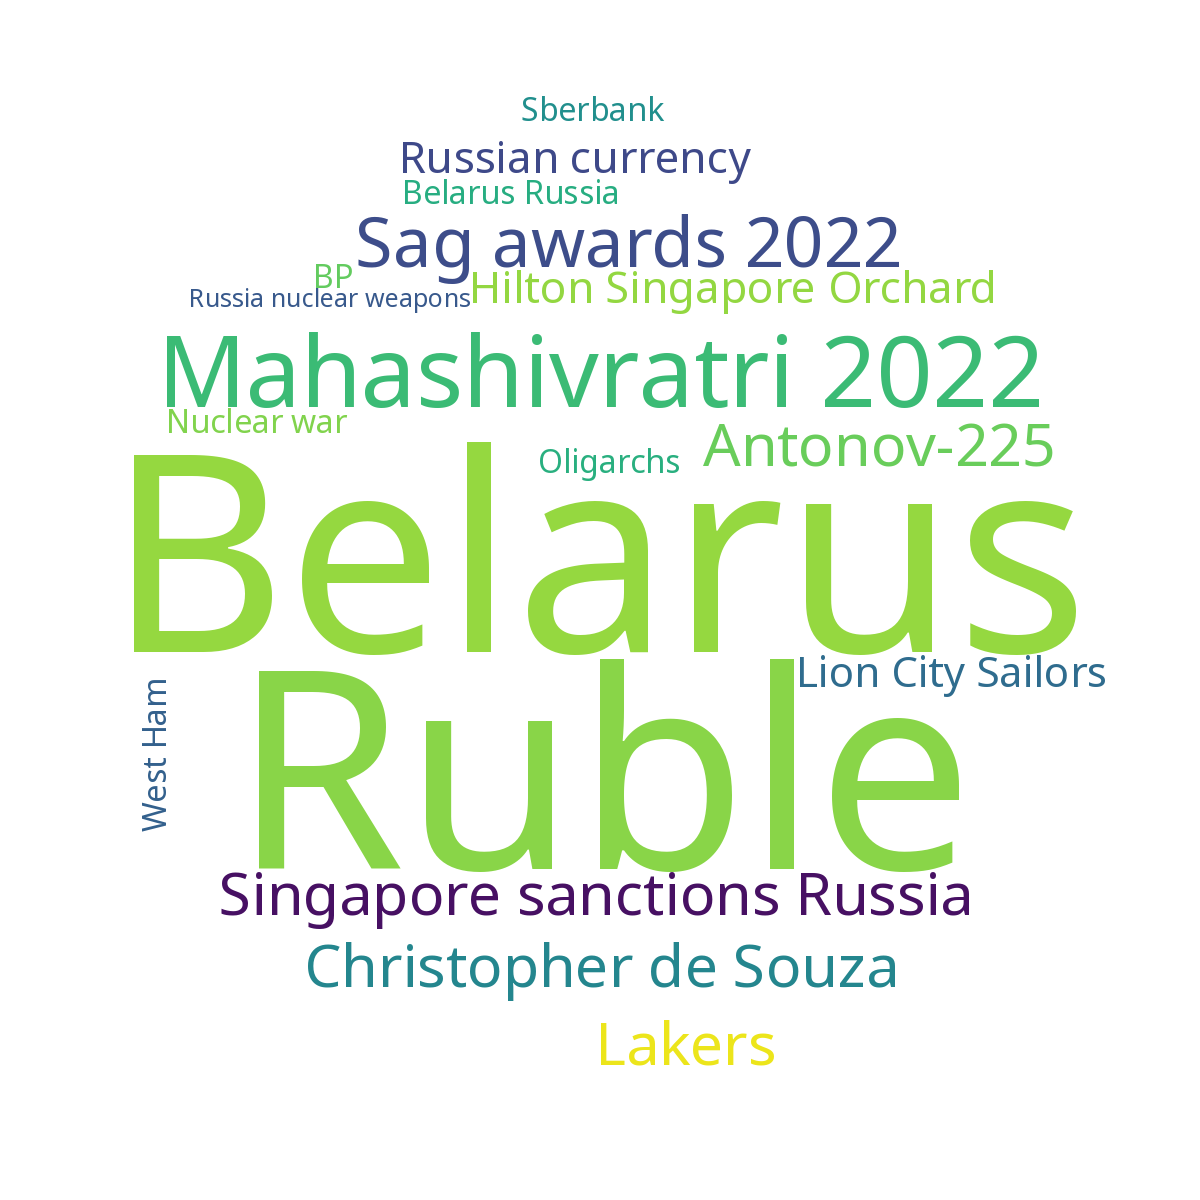 Sberbank
Russian currency
Belarus Russia
Sag awards 2022
BP
Hilton Singapore Orchard
Russia nuclear weapons
Mahashivratri 2022
Nuclear war
Antonov-225
Oligarchs
Belarus
Lion City Sailors
West Ham
Ruble
Singapore sanctions Russia
Christopher de Souza
Lakers